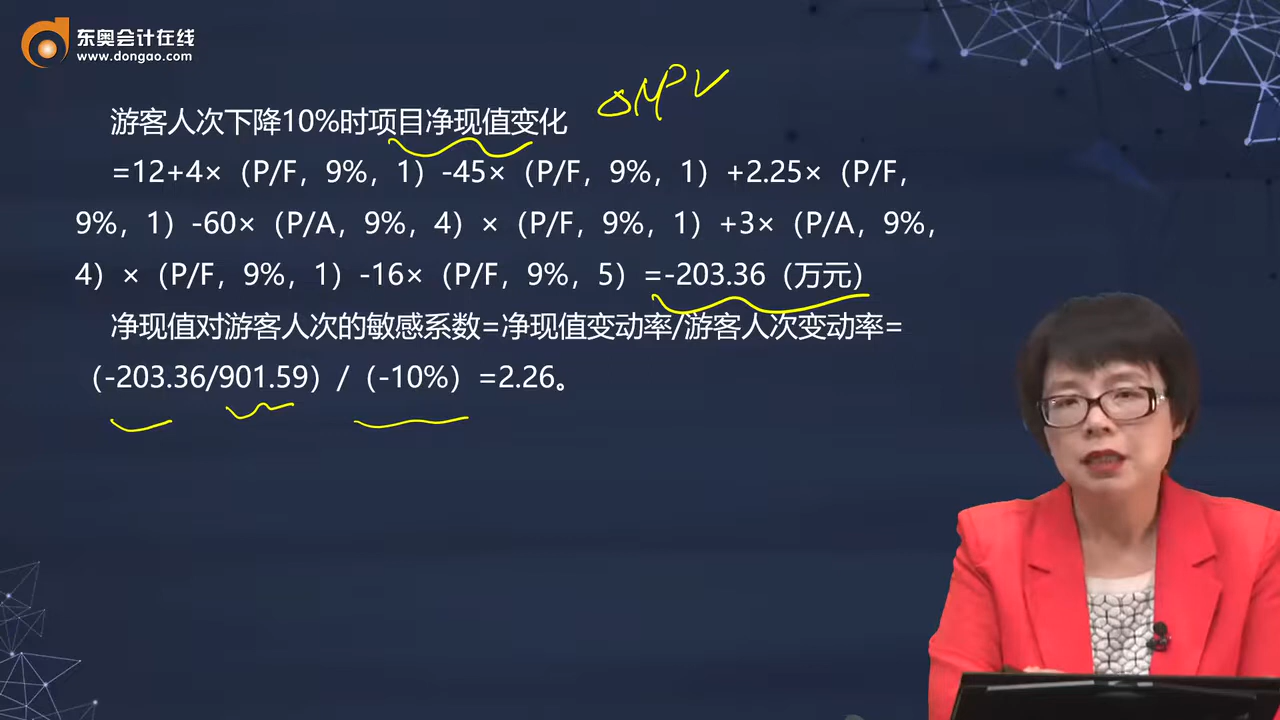 东奥会计在线
www.dongao.com
△NPV
游客人次下降10%时项目净现值变化
=12+4×（P/F，9%，1）-45×（P/F，9%，1）+2.25×（P/F，
9%，1）-60×（P/A，9%，4）×（P/F，9%，1）+3×（P/A，9%，
4）×（P/F，9%，1）-16×（P/F，9%，5）=-203.36（万元）
净现值对游客人次的敏感系数=净现值变动率/游客人次变动率=
（-203.36/901.59）/（-10%）=2.26。